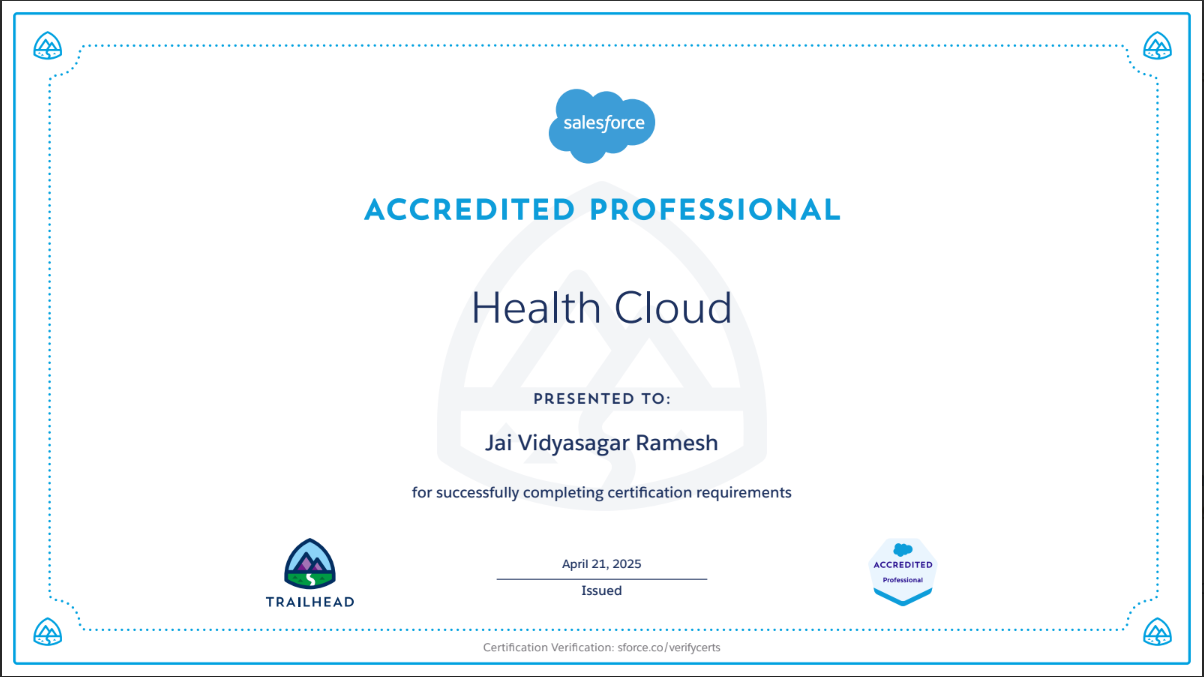 salesforce
ACCREDITED PROFESSIONAL
Health Cloud
PRESENTED TO:
Jai Vidyasagar Ramesh
for successfully completing certification requirements
TRAILHEAD
April 21, 2025
Issued
ACCREDITED
Professional
Certification Verification: sforce.co/verifycerts